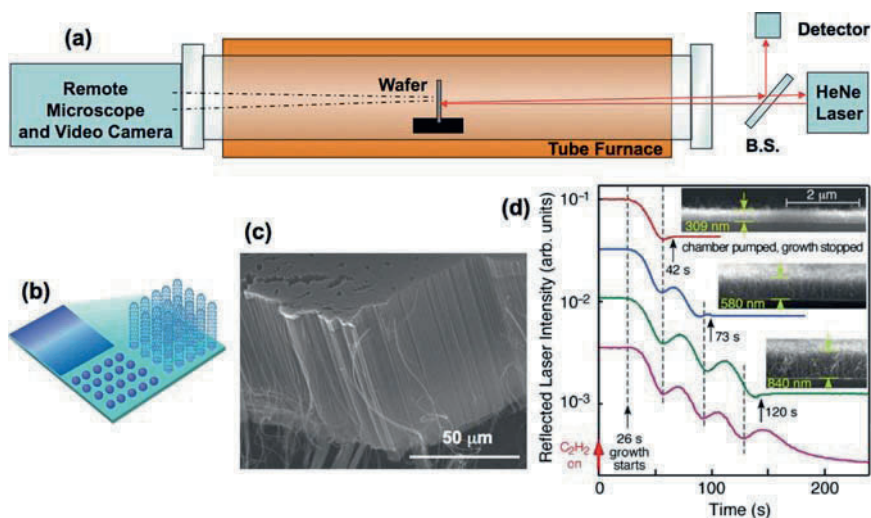 (a)
Remote
Microscope
and Video Camera
Wafer
Tube Furnace
Detector
HeNe
Laser
B.S.
(b)
(c)
50 μm
(d)
Reflected Laser Intensity (arb. units)
10-1
10-2
10-3
2 μm
309 nm
chamber pumped, growth stopped
42 s
580 nm
73 s
840 nm
120 s
26 s
growth
starts
C2H2
on
0
100
200
Time (s)